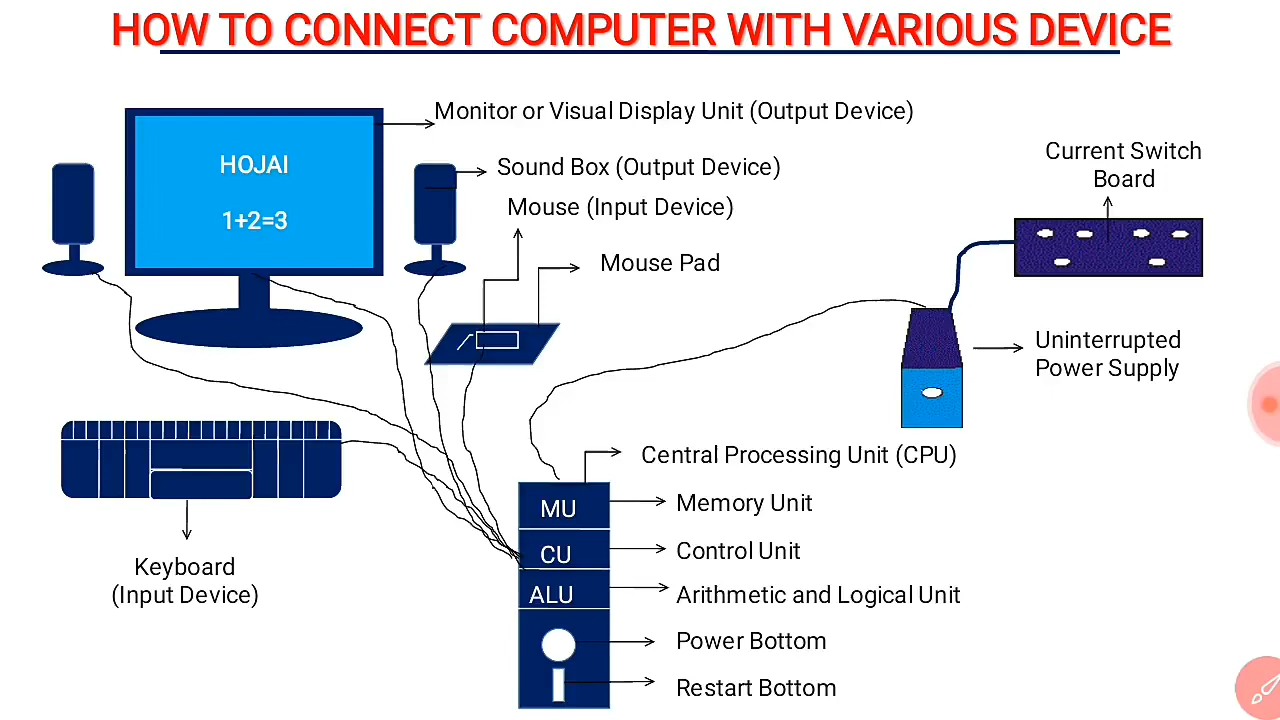 HOW TO CONNECT COMPUTER WITH VARIOUS DEVICE
Monitor or Visual Display Unit (Output Device)
HOJAI
1+2=3
Sound Box (Output Device)
Mouse (Input Device)
Mouse Pad
Current Switch
Board
Uninterrupted
Power Supply
Keyboard
(Input Device)
Central Processing Unit (CPU)
MU
Memory Unit
CU
Control Unit
ALU
Arithmetic and Logical Unit
Power Bottom
Restart Bottom